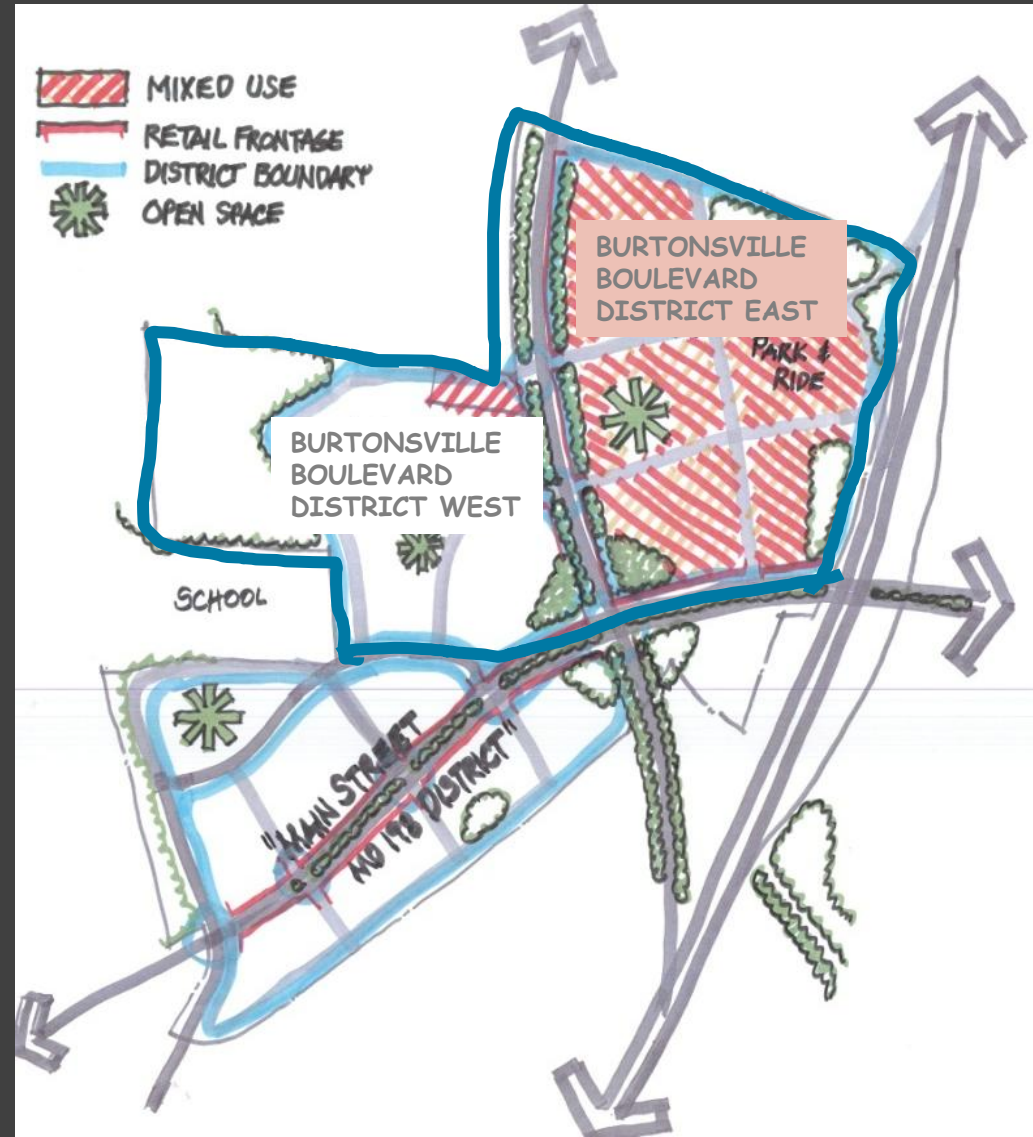 MIXED USE
RETAIL FRONTAGE
DISTRICT BOUNDARY
OPEN SPACE
BURTONSVILLE
BOULEVARD
DISTRICT EAST
PARK &
RIDE
BURTONSVILLE
BOULEVARD
DISTRICT WEST
SCHOOL
"MAIN STREET
MD 198 DISTRICT"